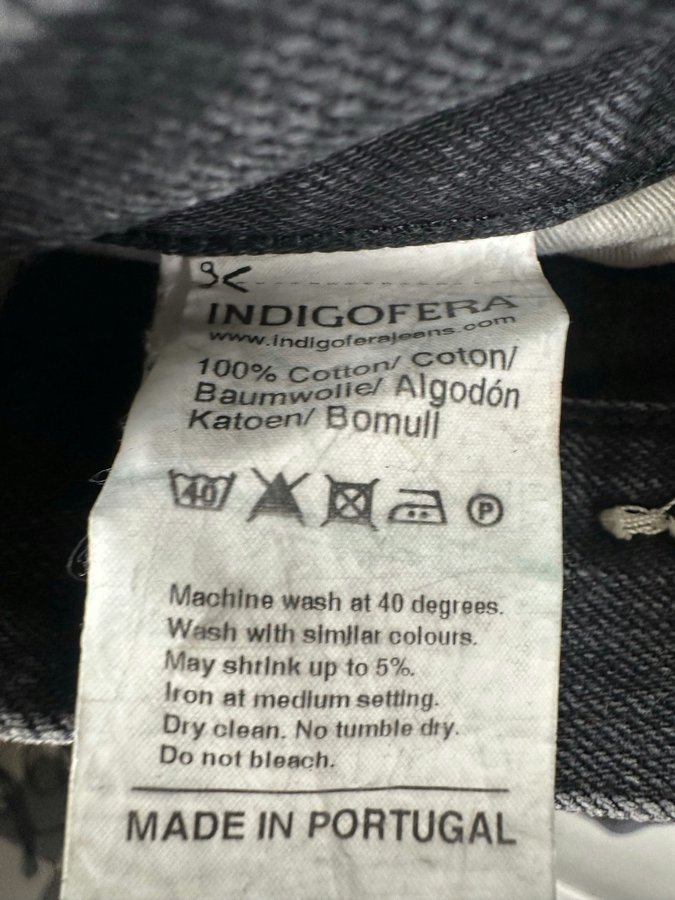 INDIGOFERA
www.indigoferajeans.com
100% Cotton/ Coton/
Baumwolle/ Algodón
Katoen/ Bomull
40 P
Machine wash at 40 degrees.
Wash with similar colours.
May shrink up to 5%.
Iron at medium setting.
Dry clean. No tumble dry.
Do not bleach.
MADE IN PORTUGAL